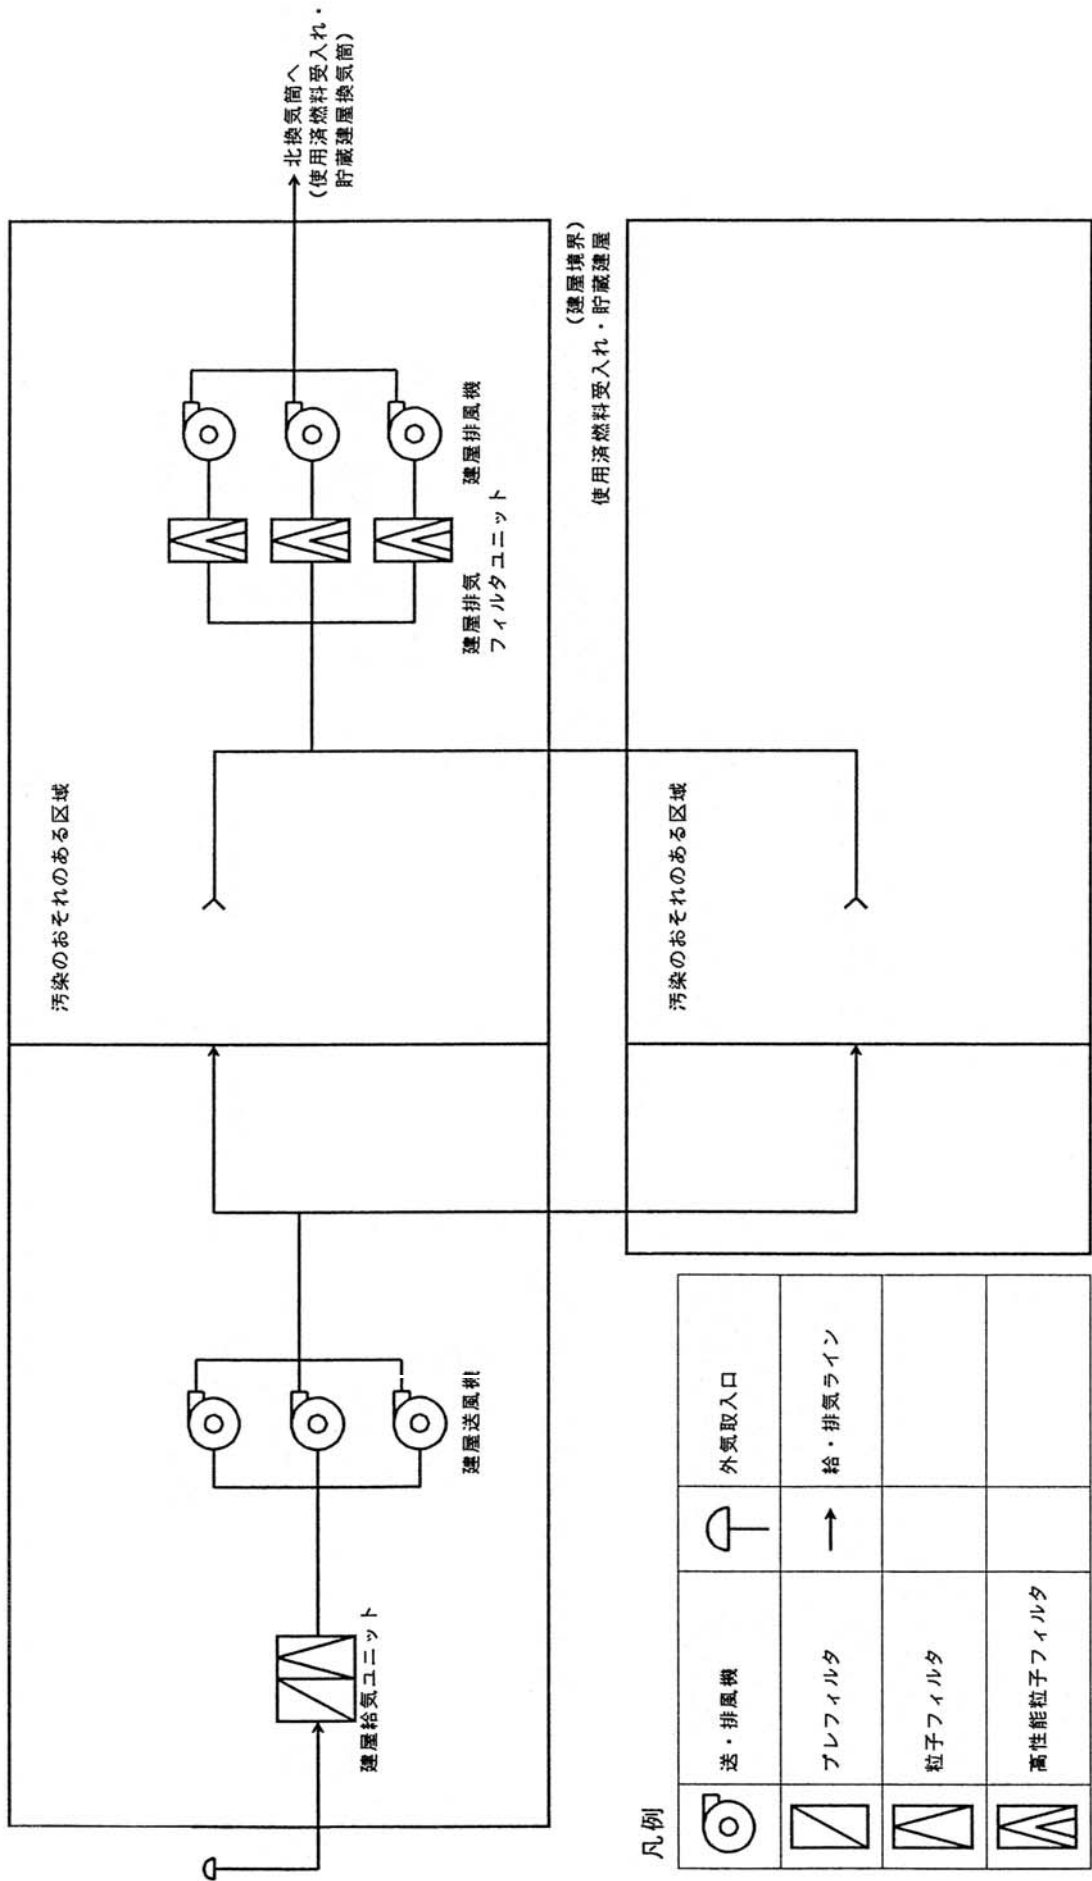 北換気筒へ
(使用済燃料受入れ・
貯蔵建屋換気筒)
汚染のおそれのある区域
建屋排気
フィルタユニット
建屋排風機
建屋給気ユニット
建屋送風機
(建屋境界)
使用済燃料受入れ・貯蔵建屋
汚染のおそれのある区域
凡例
送・排風機
外気取入口
プレフィルタ
給・排気ライン
粒子フィルタ
高性能粒子フィルタ